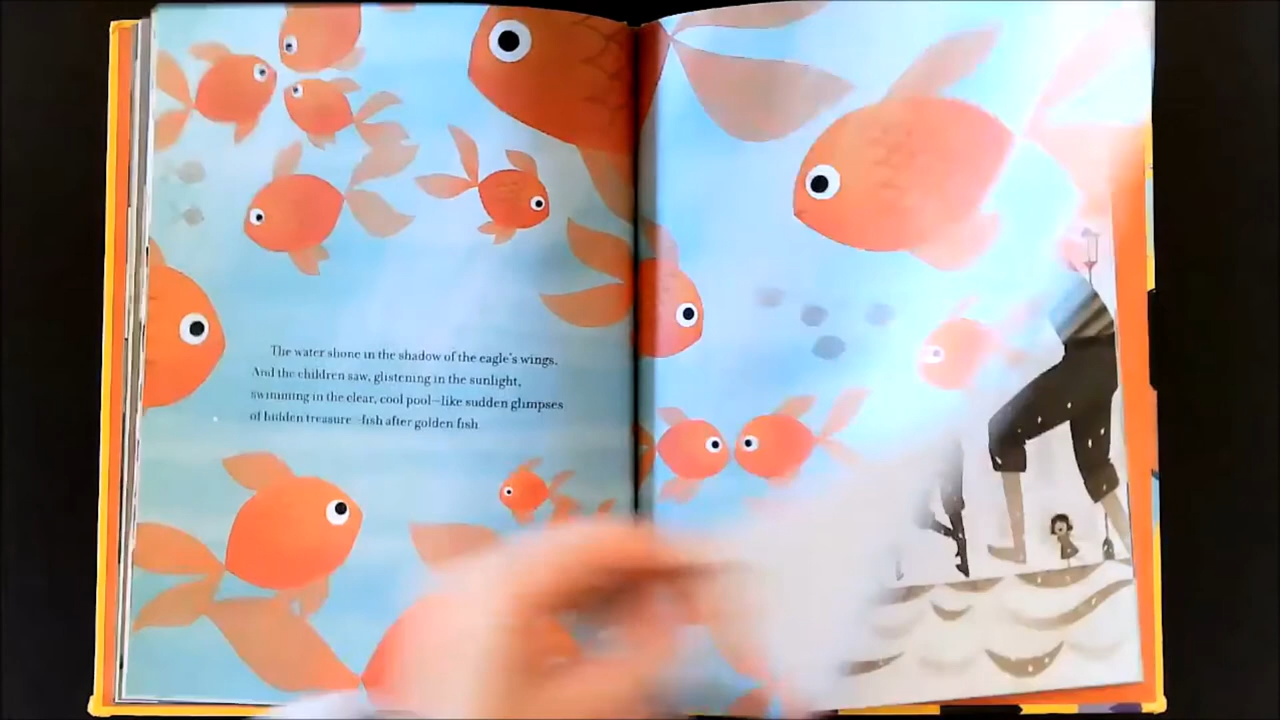 The water shone in the shadow of the eagle's wings.
And the children saw, glistening in the sunlight,
swimming in the clear, cool pool—like sudden glimpses
of hidden treasure—fish after golden fish